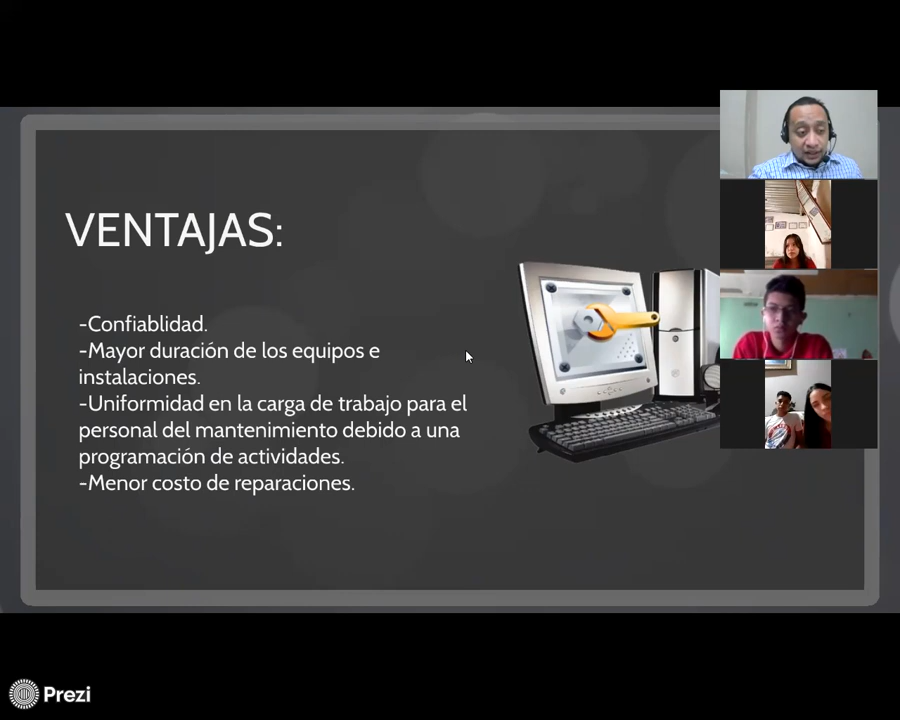 VENTAJAS:
-Confiablidad.
-Mayor duración de los equipos e
instalaciones.
-Uniformidad en la carga de trabajo para el
personal del mantenimiento debido a una
programación de actividades.
-Menor costo de reparaciones.
Prezi